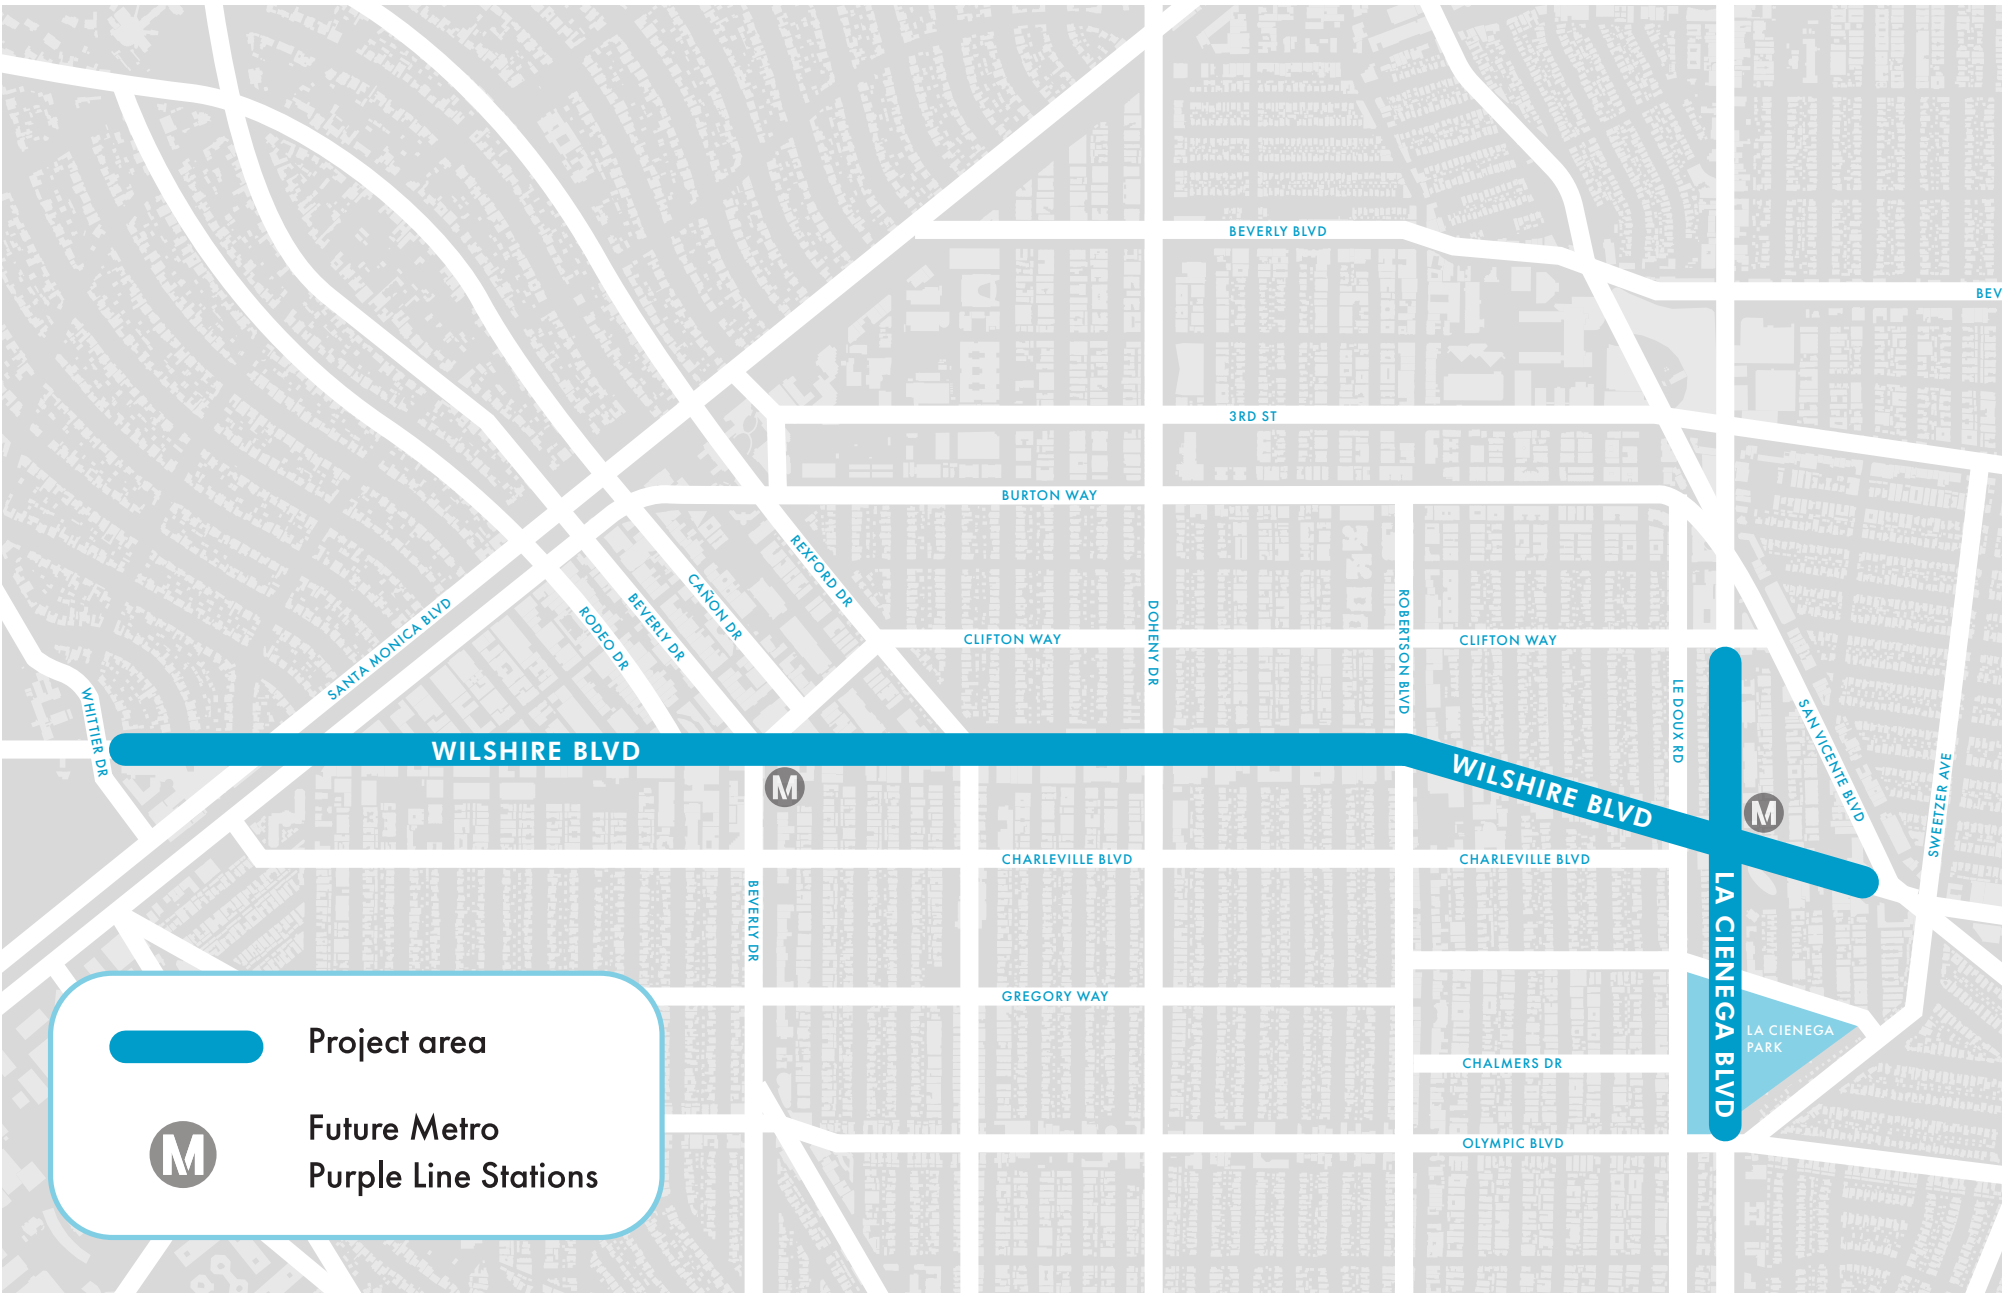 BEVERLY BLVD
BEV
3RD ST
BURTON WAY
REXFORD DR
CAÑON DR
BEVERLY DR
RODEO DR
SANTA MONICA BLVD
DOHENY DR
ROBERTSON BLVD
CLIFTON WAY
CLIFTON WAY
WHITTIER DR
LE DOUX RD
SAN VICENTE BLVD
SWEETZER AVE
WILSHIRE BLVD
WILSHIRE BLVD
M
M
CHARLEVILLE BLVD
CHARLEVILLE BLVD
BEVERLY DR
LA CIENEGA BLVD
GREGORY WAY
LA CIENEGA
PARK
CHALMERS DR
OLYMPIC BLVD
Project area
M
Future Metro
Purple Line Stations